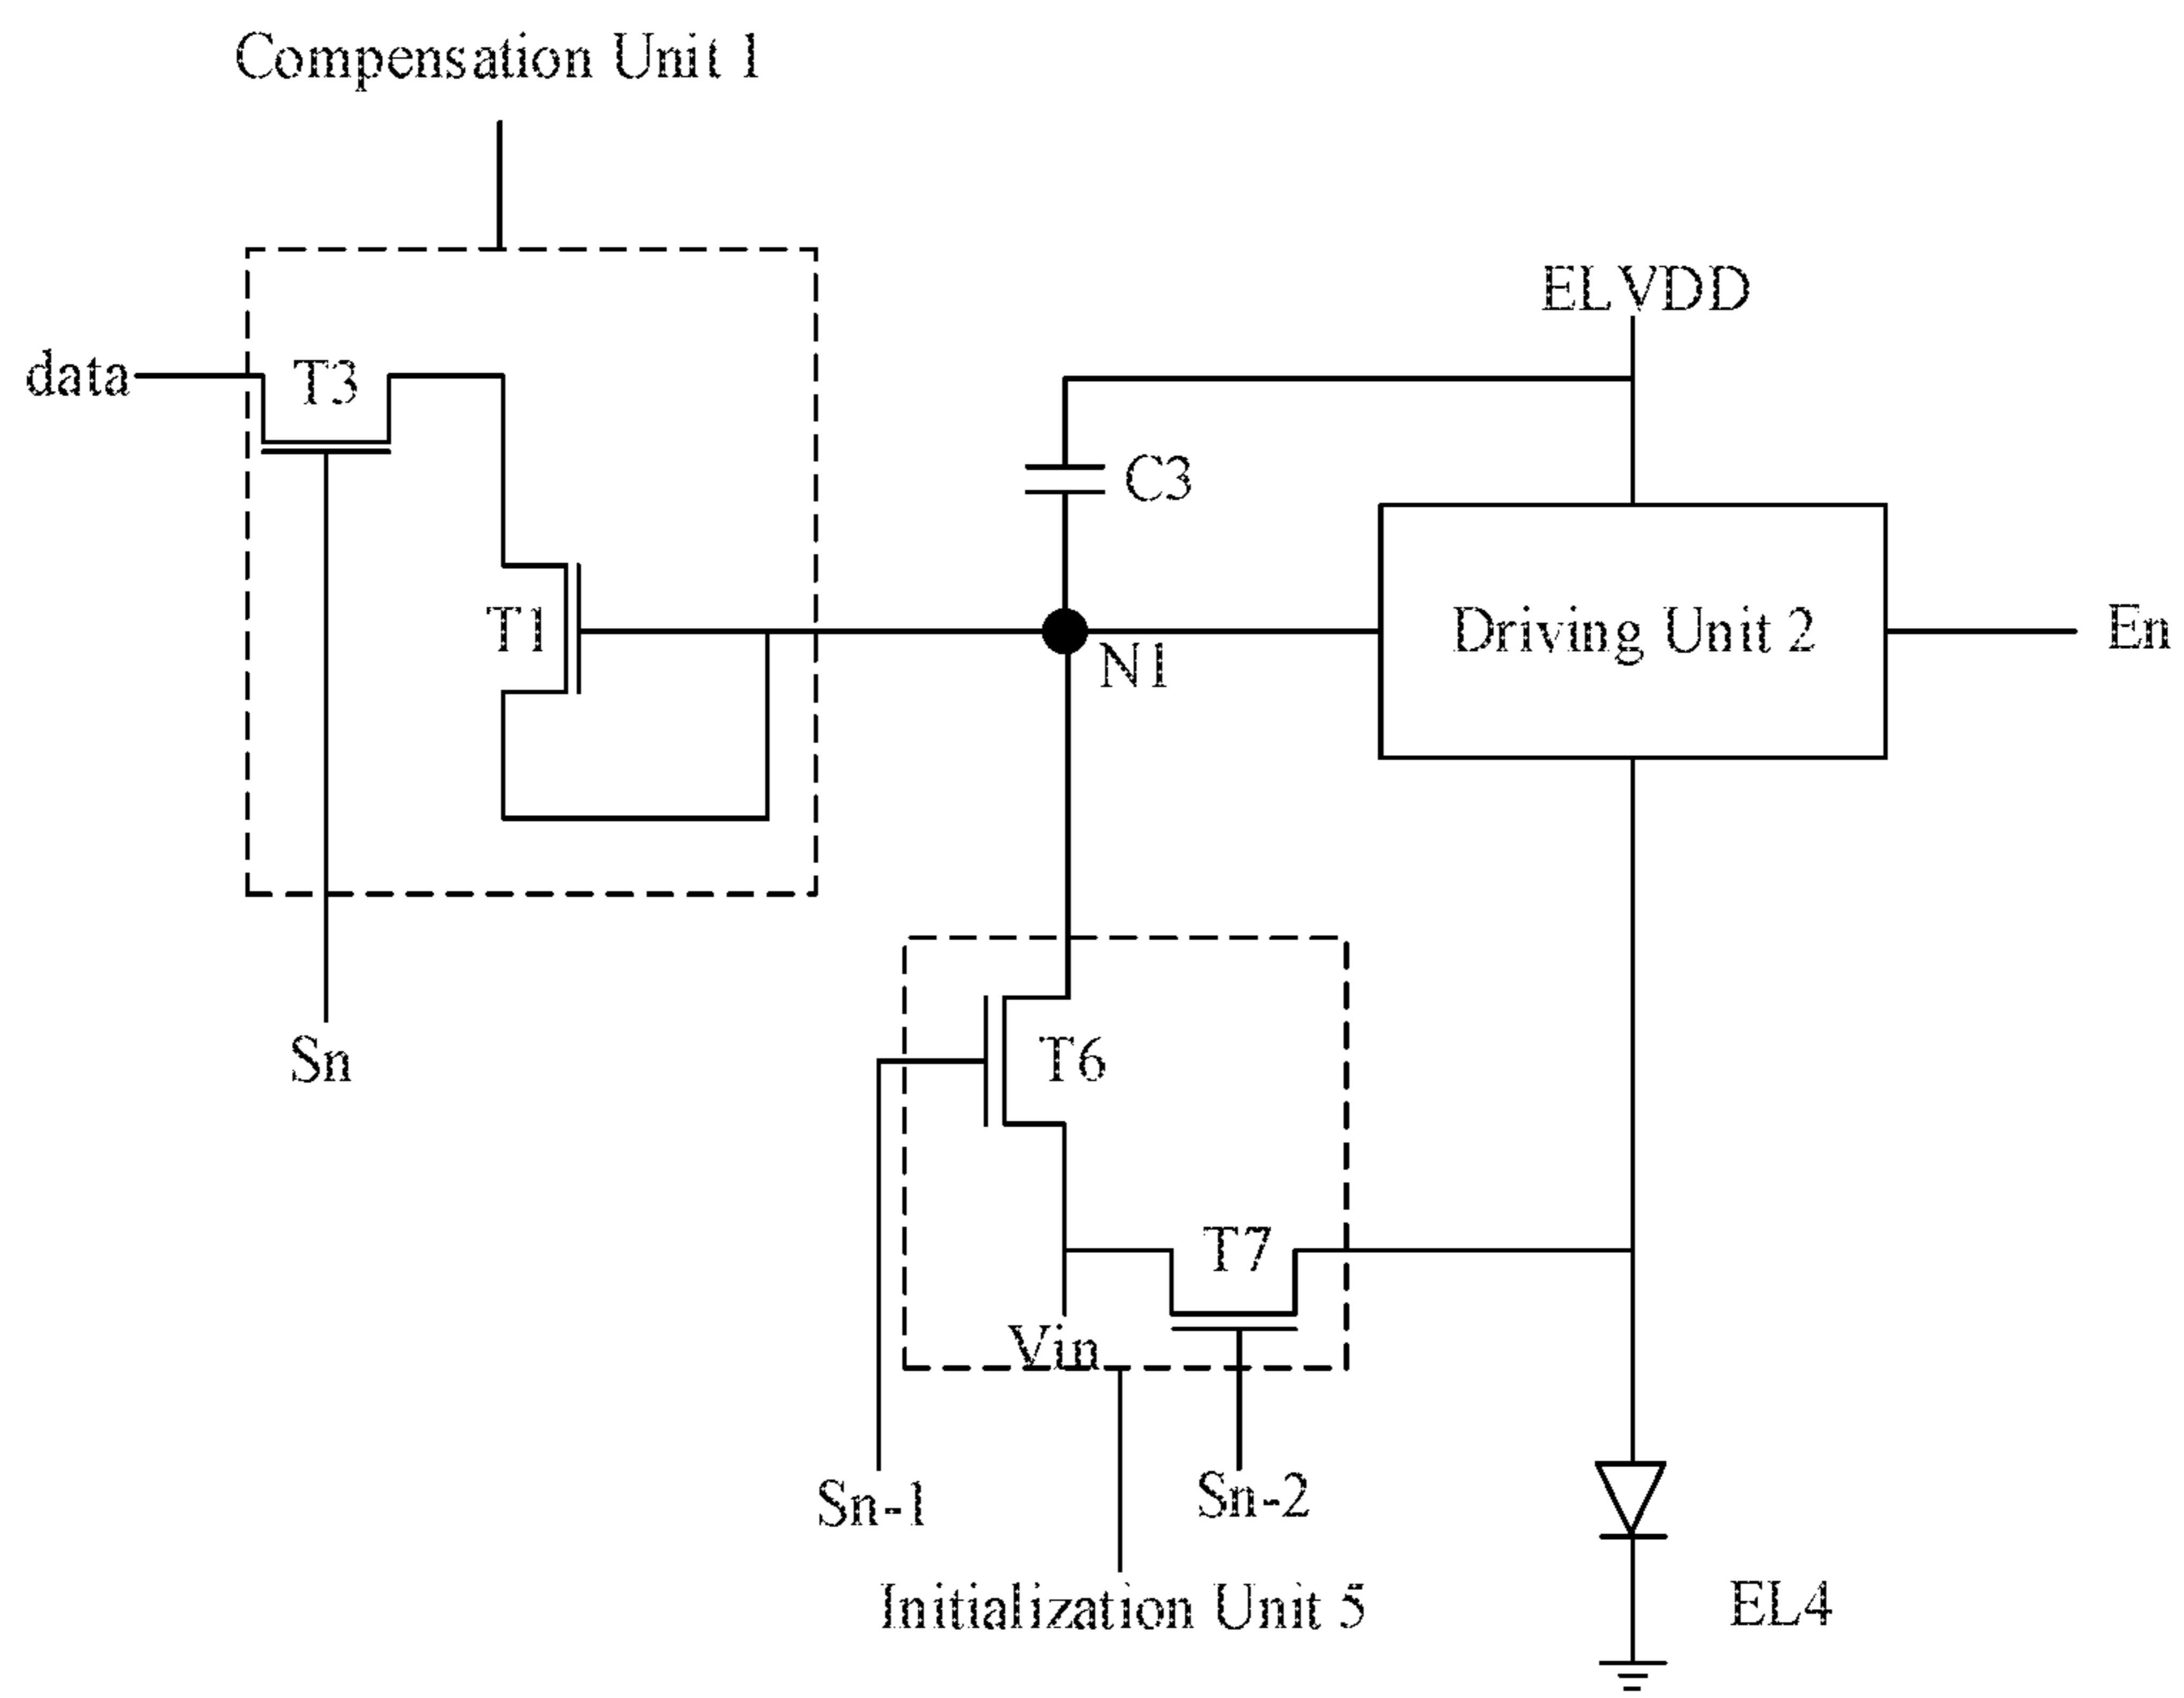 Compensation Unit 1
ELVDD
data
T3
C3
T1
Driving Unit 2
En
N1
Sn
T6
T7
Vin
Sn-1
Sn-2
Initialization Unit 5
EL4